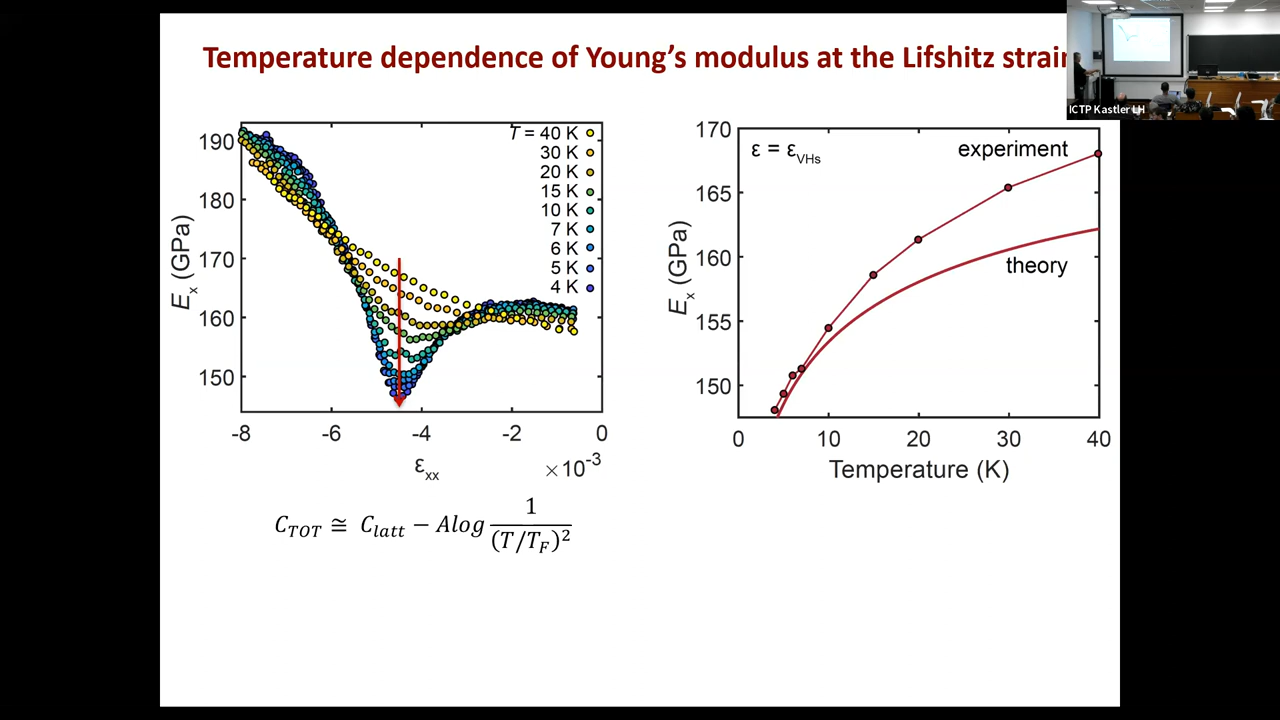 Temperature dependence of Young's modulus at the Lifshitz strain
ICTP Kastler LH
190
180
170
160
150
E_x (GPa)
-8 -6 -4 -2 0
ε_xx
×10^-3
T = 40 K
30 K
20 K
15 K
10 K
7 K
6 K
5 K
4 K
170
165
160
155
150
E_x (GPa)
ε = ε_VHs
experiment
theory
0 10 20 30 40
Temperature (K)
C_TOT ≅ C_latt − Alog 1/(T/T_F)^2